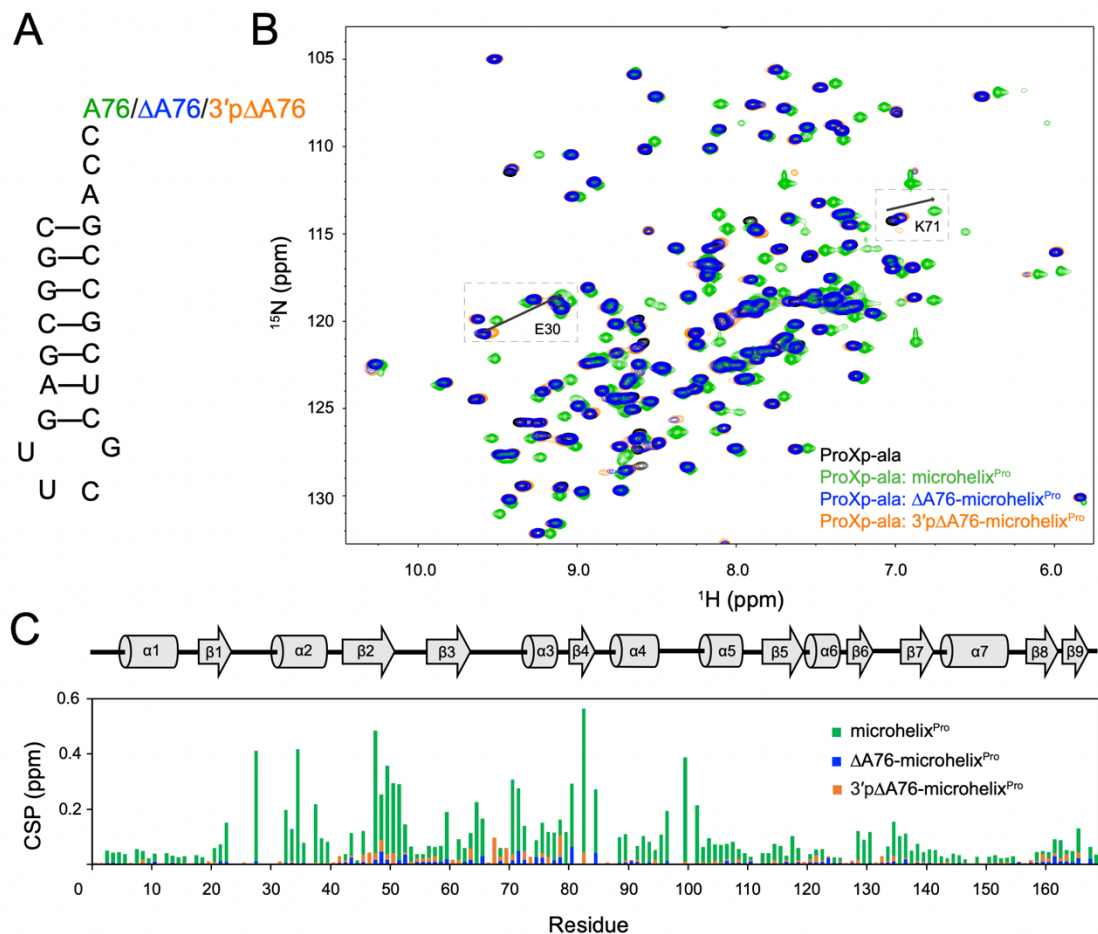 A
A76/ΔA76/3′pΔA76
C
C
A
C–G
G–C
G–C
G–C
A–U
G–C
U G
U C
B
105
110
115
120
125
130
¹⁵N (ppm)
K71
E30
ProXp-ala
ProXp-ala: microhelixᴾʳᵒ
ProXp-ala: ΔA76-microhelixᴾʳᵒ
ProXp-ala: 3′pΔA76-microhelixᴾʳᵒ
10.0 9.0 8.0 7.0 6.0
¹H (ppm)
C
α1 β1 α2 β2 β3 α3 β4 α4 α5 β5 α6 β6 β7 α7 β8 β9
0.6
0.4
0.2
CSP (ppm)
microhelixᴾʳᵒ
ΔA76-microhelixᴾʳᵒ
3′pΔA76-microhelixᴾʳᵒ
0 10 20 30 40 50 60 70 80 90 100 110 120 130 140 150 160
Residue